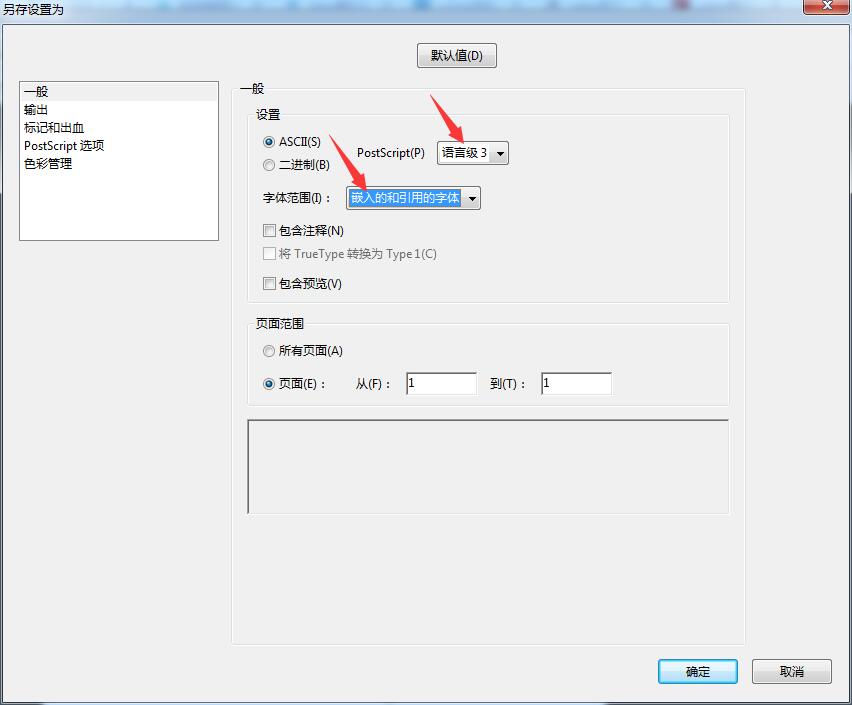 另存设置为
默认值(D)
一般
输出
标记和出血
PostScript 选项
色彩管理
一般
设置
ASCII(S)
二进制(B)
PostScript(P)
语言级 3
字体范围(I)：
嵌入的和引用的字体
包含注释(N)
将 TrueType 转换为 Type 1(C)
包含预览(V)
页面范围
所有页面(A)
页面(E)： 从(F)： 1 到(T)： 1
确定 取消